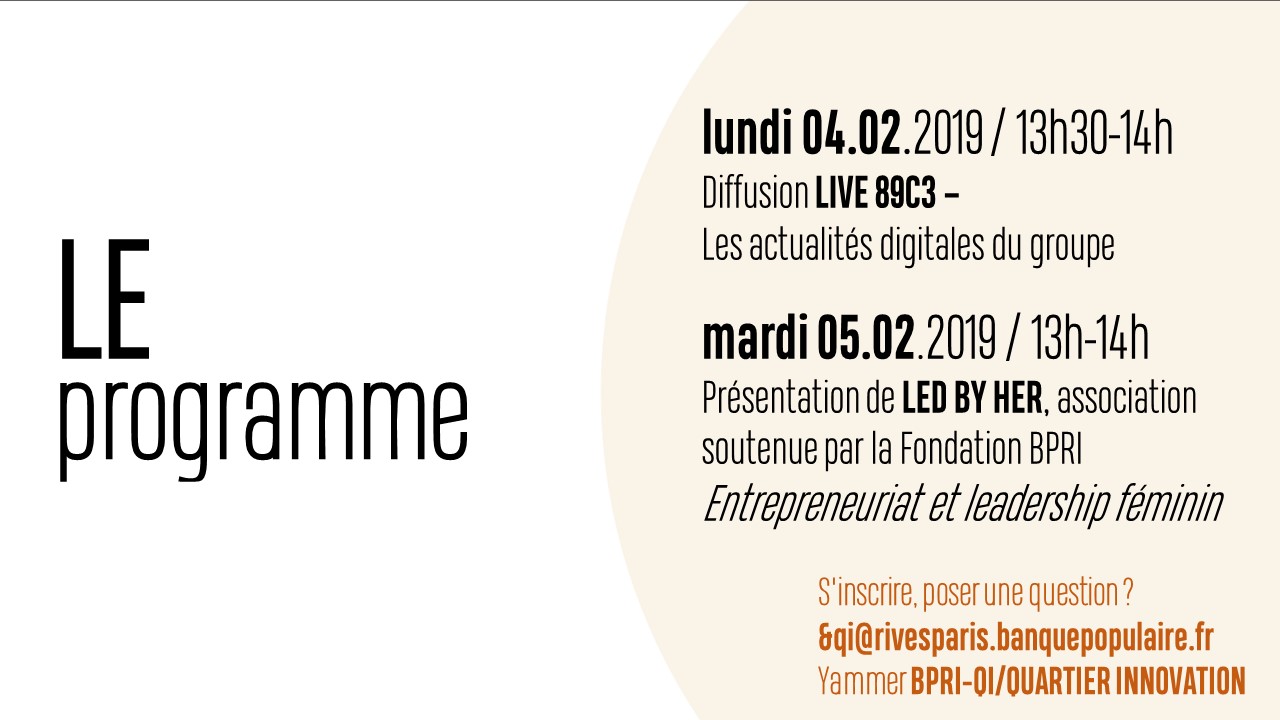 LE
programme
lundi 04.02.2019 / 13h30-14h
Diffusion LIVE 89C3 –
Les actualités digitales du groupe
mardi 05.02.2019 / 13h-14h
Présentation de LED BY HER, association
soutenue par la Fondation BPRI
Entrepreneuriat et leadership féminin
S'inscrire, poser une question ?
&qi@rivesparis.banquepopulaire.fr
Yammer BPRI-QI/QUARTIER INNOVATION